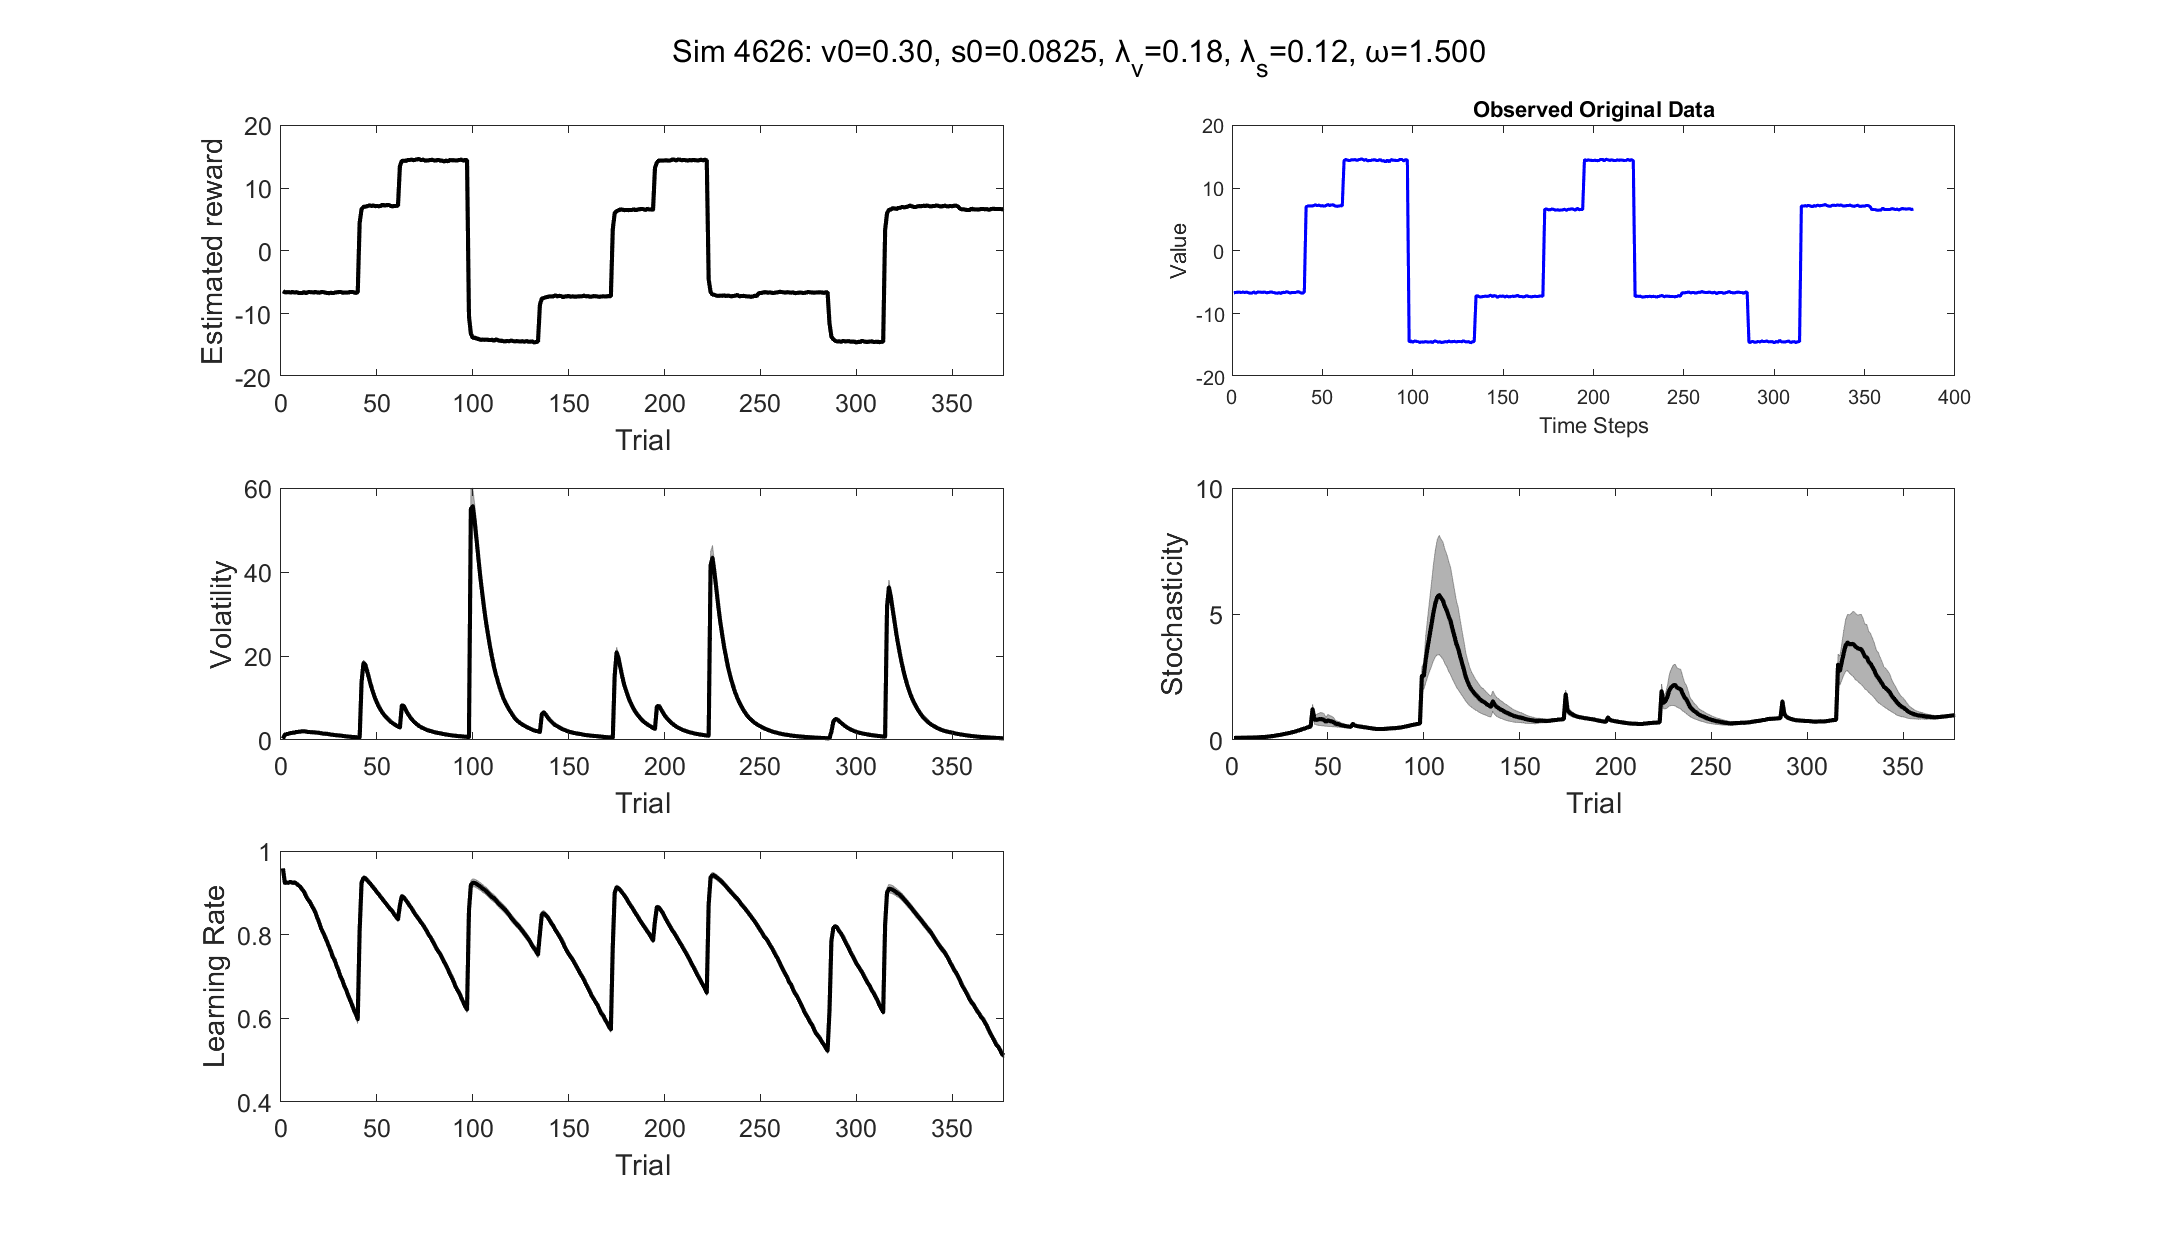 Sim 4626: v0=0.30, s0=0.0825, λ_v=0.18, λ_s=0.12, ω=1.500
20
10
0
-10
-20
Estimated reward
0 50 100 150 200 250 300 350
Trial
Observed Original Data
20
10
0
-10
-20
Value
0 50 100 150 200 250 300 350 400
Time Steps
60
40
20
0
Volatility
0 50 100 150 200 250 300 350
Trial
10
5
0
Stochasticity
0 50 100 150 200 250 300 350
Trial
1
0.8
0.6
0.4
Learning Rate
0 50 100 150 200 250 300 350
Trial